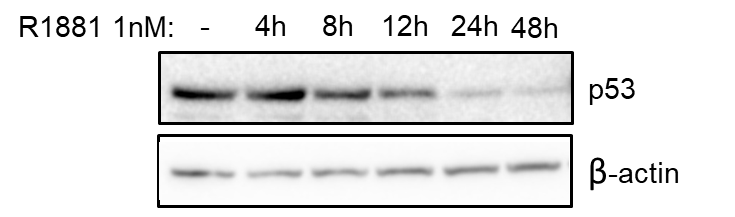 R1881 1nM: - 4h 8h 12h 24h 48h
p53
β-actin